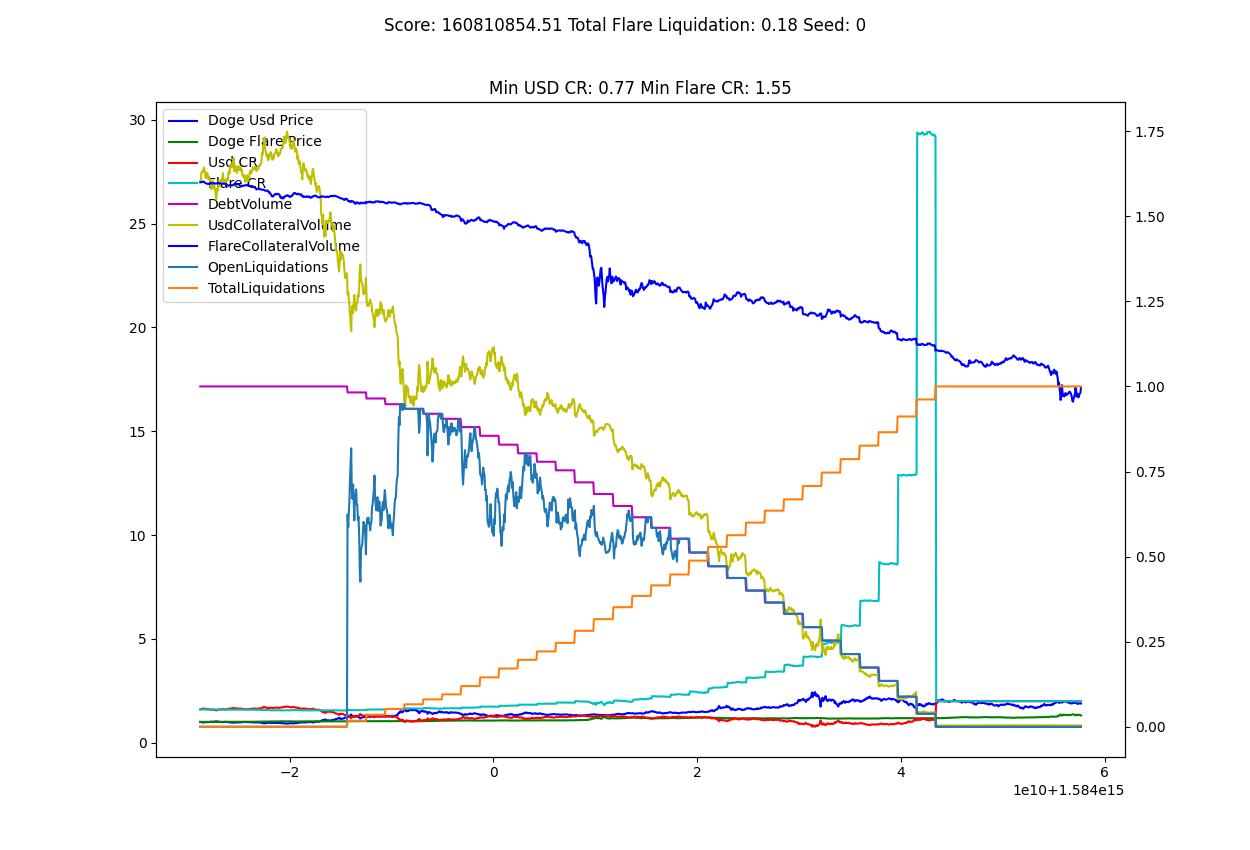 Score: 160810854.51 Total Flare Liquidation: 0.18 Seed: 0
Min USD CR: 0.77 Min Flare CR: 1.55
Doge Usd Price
Doge Flare Price
Usd CR
Flare CR
DebtVolume
UsdCollateralVolume
FlareCollateralVolume
OpenLiquidations
TotalLiquidations
30
25
20
15
10
5
0
1.75
1.50
1.25
1.00
0.75
0.50
0.25
0.00
−2
0
2
4
6
1e10+1.584e15